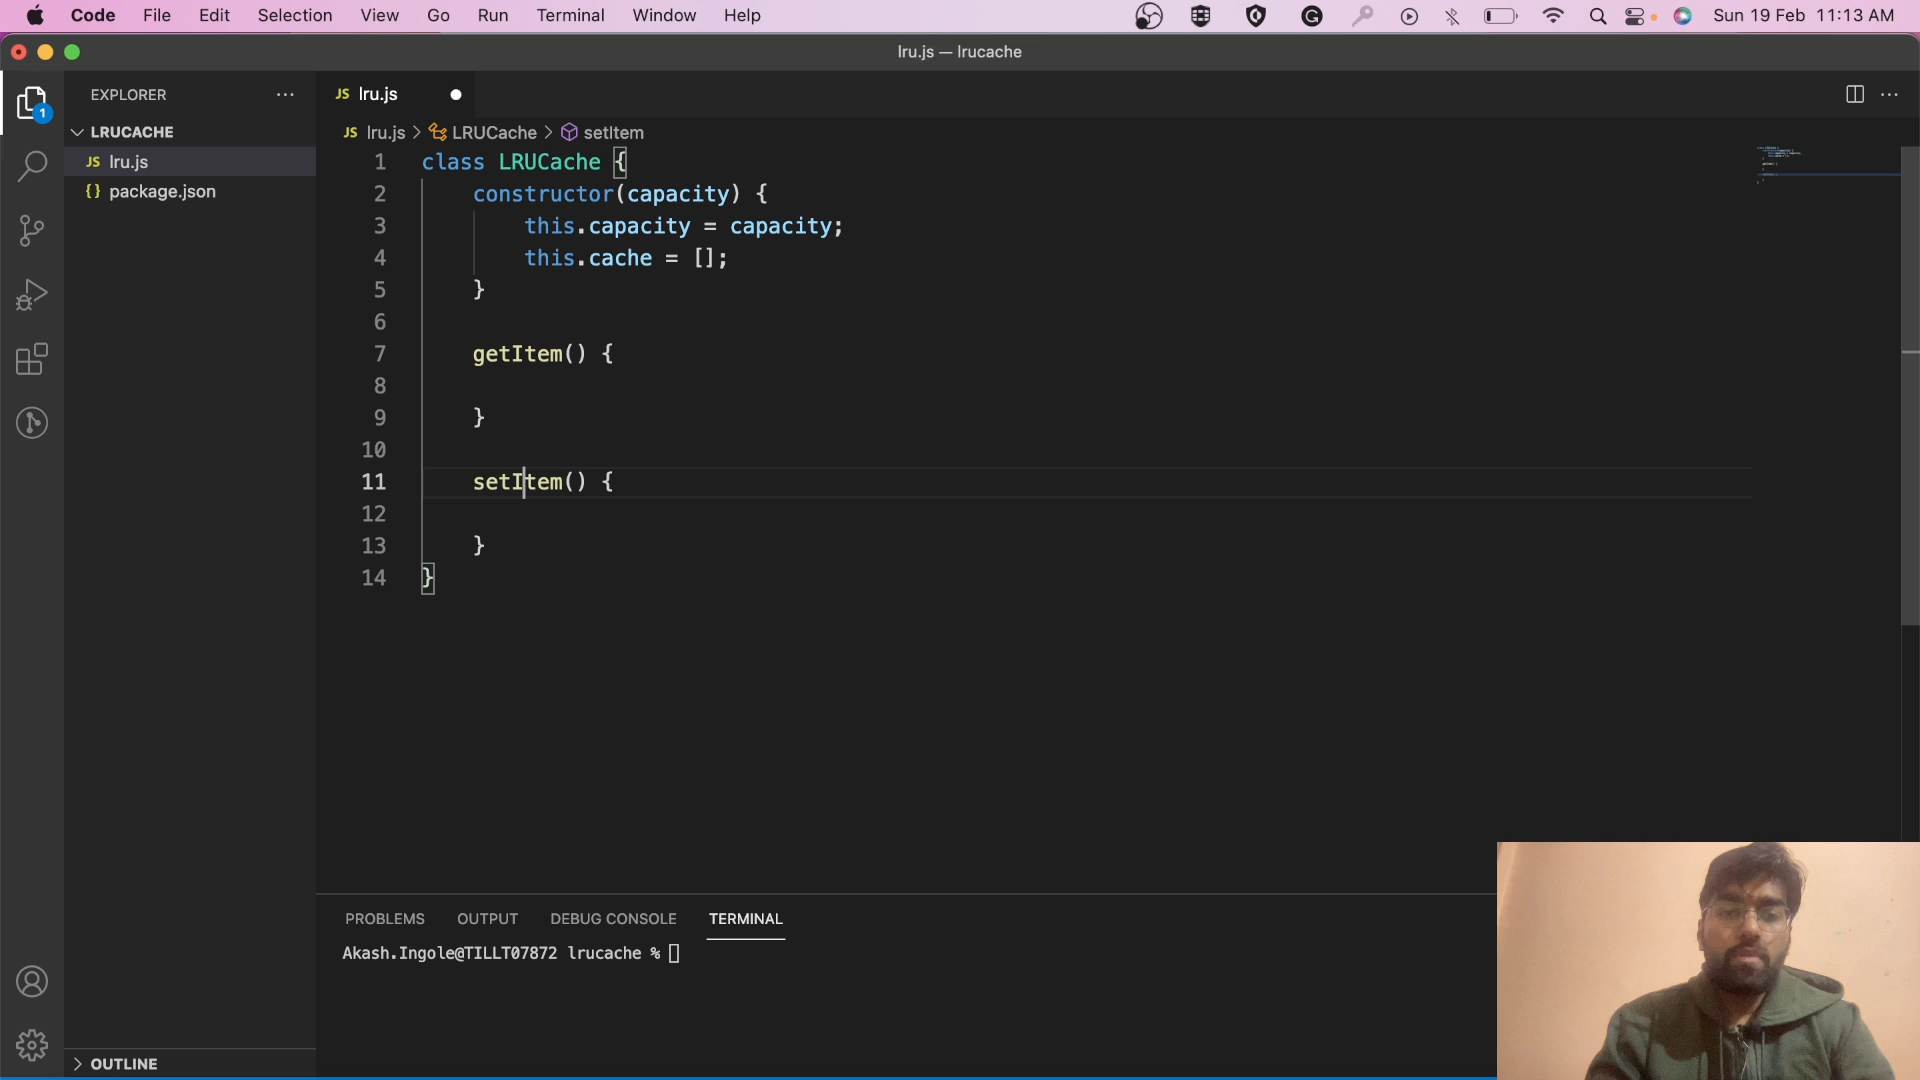 Code File Edit Selection View Go Run Terminal Window Help Sun 19 Feb 11:13 AM
lru.js — lrucache
EXPLORER
1
LRUCACHE
JS lru.js
{} package.json
JS lru.js
JS lru.js > LRUCache > setItem
1 class LRUCache {
2 constructor(capacity) {
3 this.capacity = capacity;
4 this.cache = [];
5 }
6
7 getItem() {
8
9 }
10
11 setItem() {
12
13 }
14 }
PROBLEMS OUTPUT DEBUG CONSOLE TERMINAL
Akash.Ingole@TILLT07872 lrucache %
OUTLINE